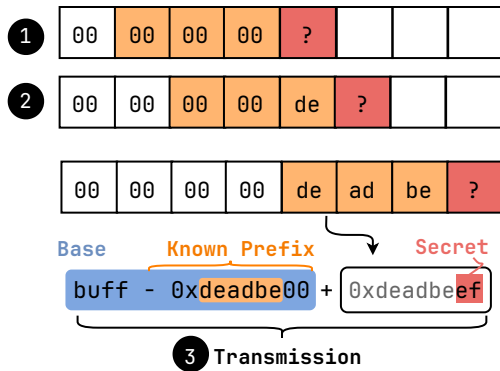 1 00 00 00 00 ?
2 00 00 00 00 de ?
00 00 00 00 de ad be ?
Base Known Prefix Secret
buff - 0xdeadbe00 + 0xdeadbeef
3 Transmission